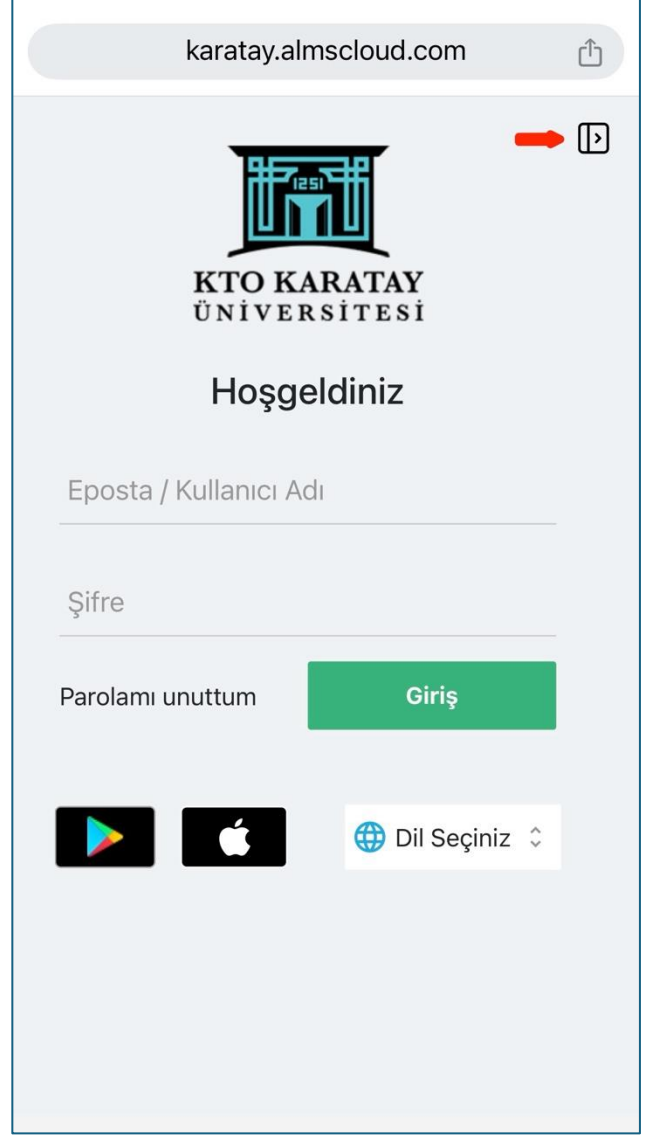 karatay.almscloud.com
1251
KTO KARATAY
ÜNİVERSİTESİ
Hoşgeldiniz
Eposta / Kullanıcı Adı
Şifre
Parolamı unuttum
Giriş
Dil Seçiniz